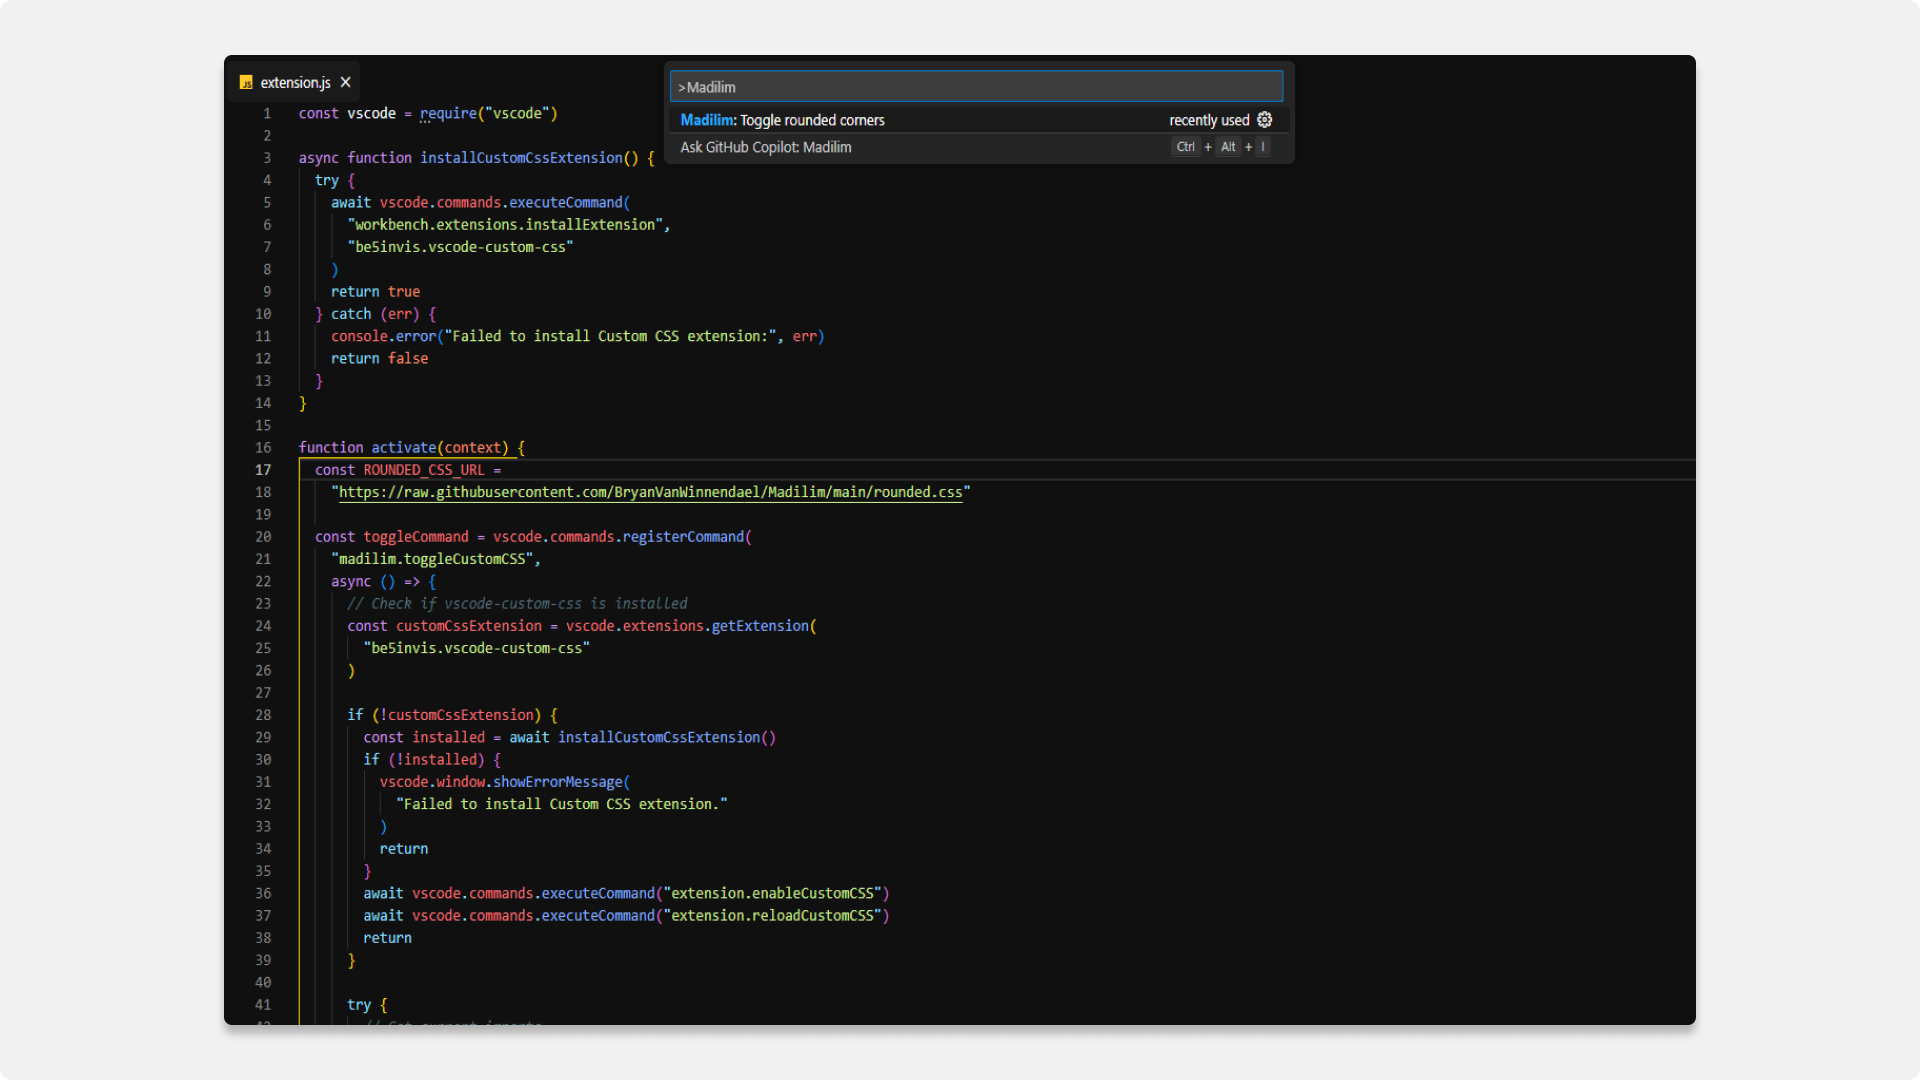 JS extension.js
>Madilim
Madilim: Toggle rounded corners recently used
Ask GitHub Copilot: Madilim Ctrl + Alt + I
1 const vscode = require("vscode")
2
3 async function installCustomCssExtension() {
4 try {
5 await vscode.commands.executeCommand(
6 "workbench.extensions.installExtension",
7 "be5invis.vscode-custom-css"
8 )
9 return true
10 } catch (err) {
11 console.error("Failed to install Custom CSS extension:", err)
12 return false
13 }
14 }
15
16 function activate(context) {
17 const ROUNDED_CSS_URL =
18 "https://raw.githubusercontent.com/BryanVanWinnendael/Madilim/main/rounded.css"
19
20 const toggleCommand = vscode.commands.registerCommand(
21 "madilim.toggleCustomCSS",
22 async () => {
23 // Check if vscode-custom-css is installed
24 const customCssExtension = vscode.extensions.getExtension(
25 "be5invis.vscode-custom-css"
26 )
27
28 if (!customCssExtension) {
29 const installed = await installCustomCssExtension()
30 if (!installed) {
31 vscode.window.showErrorMessage(
32 "Failed to install Custom CSS extension."
33 )
34 return
35 }
36 await vscode.commands.executeCommand("extension.enableCustomCSS")
37 await vscode.commands.executeCommand("extension.reloadCustomCSS")
38 return
39 }
40
41 try {